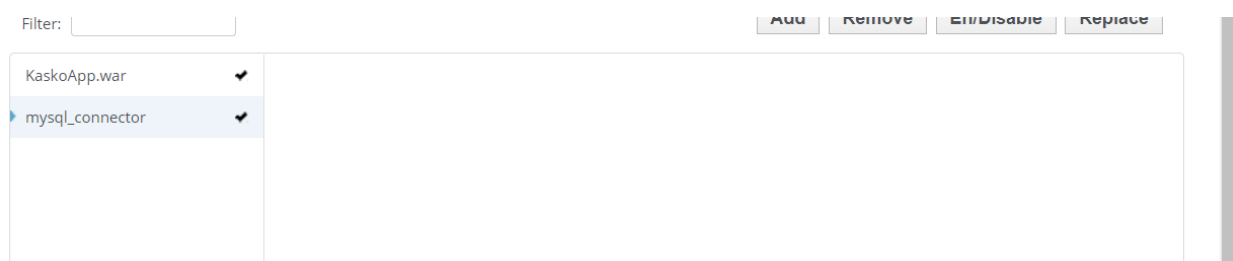 Filter:
Add Remove En/Disable Replace
KaskoApp.war
mysql_connector